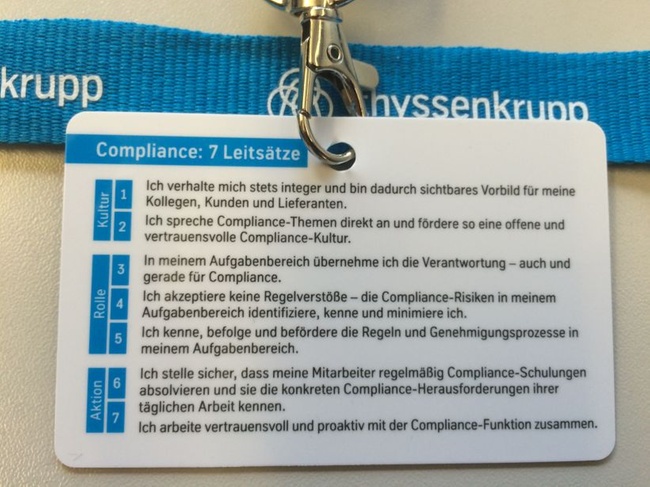 krupp
thyssenkrupp
Compliance: 7 Leitsätze
Kultur
1
Ich verhalte mich stets integer und bin dadurch sichtbares Vorbild für meine
Kollegen, Kunden und Lieferanten.
2
Ich spreche Compliance-Themen direkt an und fördere so eine offene und
vertrauensvolle Compliance-Kultur.
Rolle
3
In meinem Aufgabenbereich übernehme ich die Verantwortung – auch und
gerade für Compliance.
4
Ich akzeptiere keine Regelverstöße – die Compliance-Risiken in meinem
Aufgabenbereich identifiziere, kenne und minimiere ich.
5
Ich kenne, befolge und befördere die Regeln und Genehmigungsprozesse in
meinem Aufgabenbereich.
Aktion
6
Ich stelle sicher, dass meine Mitarbeiter regelmäßig Compliance-Schulungen
absolvieren und sie die konkreten Compliance-Herausforderungen ihrer
täglichen Arbeit kennen.
7
Ich arbeite vertrauensvoll und proaktiv mit der Compliance-Funktion zusammen.